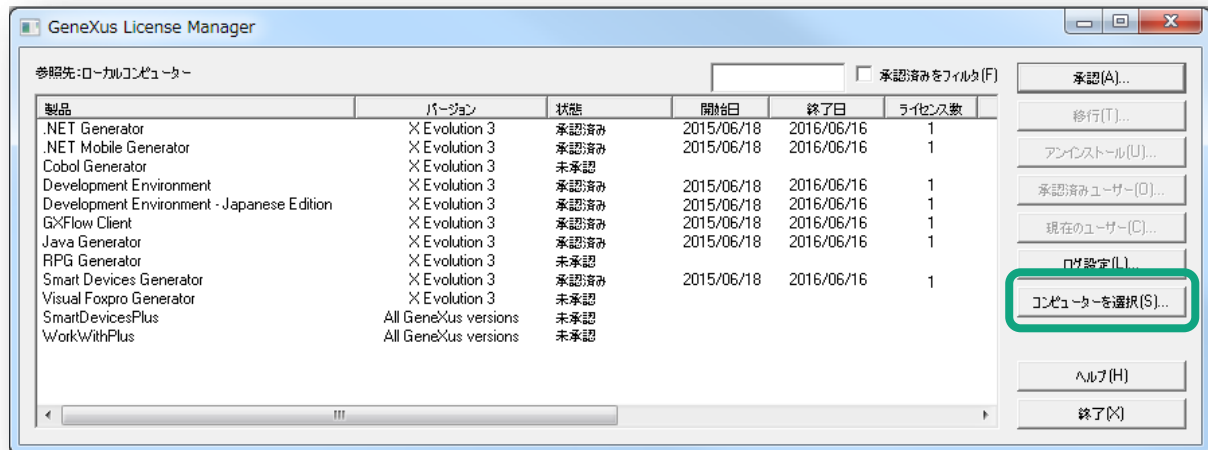 GeneXus License Manager
参照先:ローカルコンピューター
承認済みをフィルタ(F)
製品 バージョン 状態 開始日 終了日 ライセンス数
.NET Generator X Evolution 3 承認済み 2015/06/18 2016/06/16 1
.NET Mobile Generator X Evolution 3 承認済み 2015/06/18 2016/06/16 1
Cobol Generator X Evolution 3 未承認
Development Environment X Evolution 3 承認済み 2015/06/18 2016/06/16 1
Development Environment - Japanese Edition X Evolution 3 承認済み 2015/06/18 2016/06/16 1
GXFlow Client X Evolution 3 承認済み 2015/06/18 2016/06/16 1
Java Generator X Evolution 3 承認済み 2015/06/18 2016/06/16 1
RPG Generator X Evolution 3 未承認
Smart Devices Generator X Evolution 3 承認済み 2015/06/18 2016/06/16 1
Visual Foxpro Generator X Evolution 3 未承認
SmartDevicesPlus All GeneXus versions 未承認
WorkWithPlus All GeneXus versions 未承認
承認(A)...
移行(T)...
アンインストール(U)...
承認済みユーザー(O)...
現在のユーザー(C)...
ログ設定(L)...
コンピューターを選択(S)...
ヘルプ(H)
終了(X)